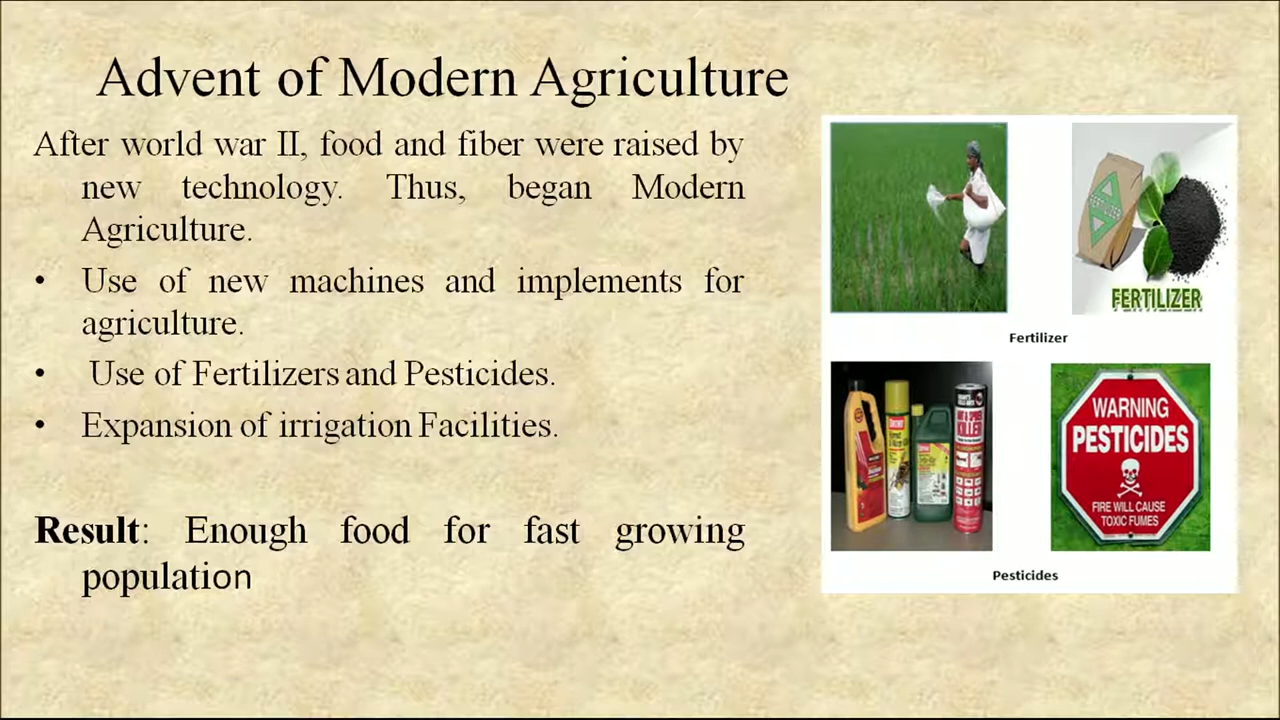 Advent of Modern Agriculture
After world war II, food and fiber were raised by
new technology. Thus, began Modern
Agriculture.
• Use of new machines and implements for
agriculture.
• Use of Fertilizers and Pesticides.
• Expansion of irrigation Facilities.
Result: Enough food for fast growing
population
FERTILIZER
FERTILIZER
Fertilizer
KILLER
WARNING
PESTICIDES
FIRE WILL CAUSE
TOXIC FUMES
Pesticides